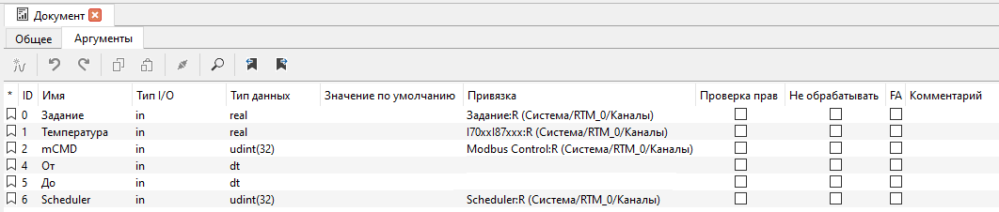 Документ
Общее Аргументы
* ID Имя Тип I/O Тип данных Значение по умолчанию Привязка Проверка прав Не обрабатывать FA Комментарий
0 Задание in real Задание:R (Система/RTM_0/Каналы)
1 Температура in real I70xxI87xxx:R (Система/RTM_0/Каналы)
2 mCMD in udint(32) Modbus Control:R (Система/RTM_0/Каналы)
4 От in dt
5 До in dt
6 Scheduler in udint(32) Scheduler:R (Система/RTM_0/Каналы)